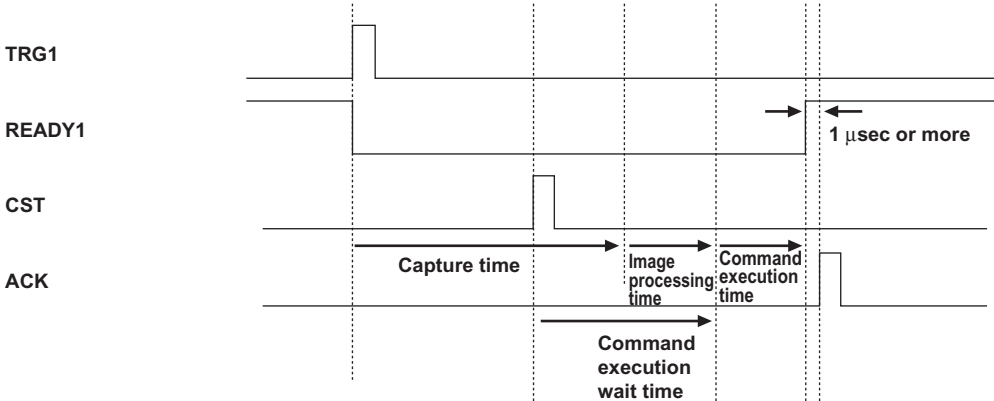 TRG1
READY1
1 μsec or more
CST
Capture time
Image
processing
time
Command
execution
time
ACK
Command
execution
wait time